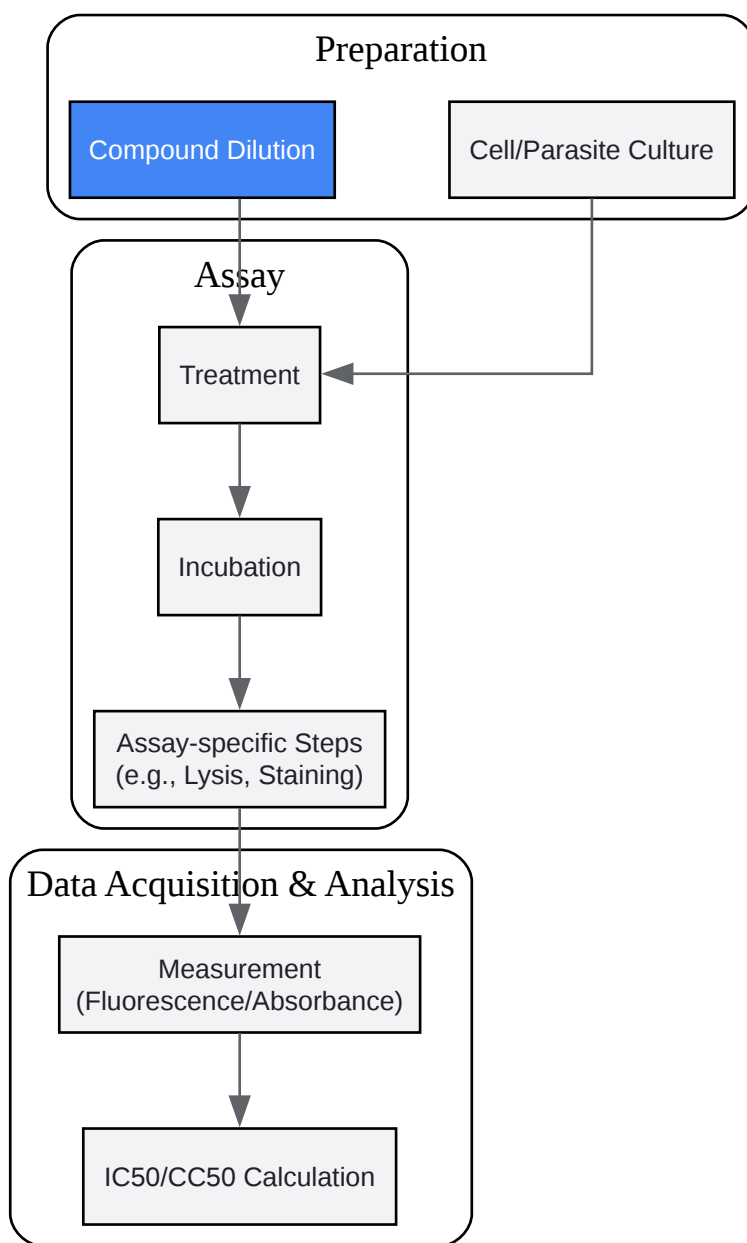 Preparation
Compound Dilution
Cell/Parasite Culture
Assay
Treatment
Incubation
Assay-specific Steps
(e.g., Lysis, Staining)
Data Acquisition & Analysis
Measurement
(Fluorescence/Absorbance)
IC50/CC50 Calculation